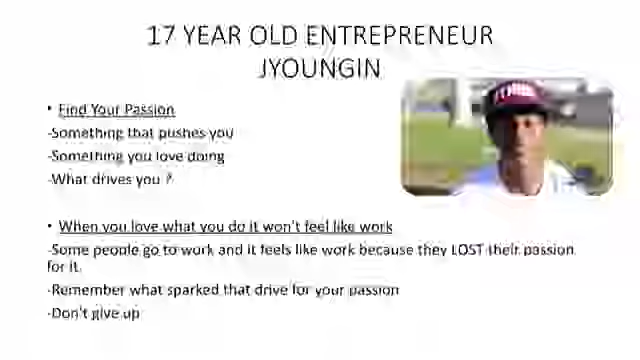 17 YEAR OLD ENTREPRENEUR
JYOUNGIN
• Find Your Passion
-Something that pushes you
-Something you love doing
-What drives you ?
• When you love what you do it won't feel like work
-Some people go to work and it feels like work because they LOST their passion
for it.
-Remember what sparked that drive for your passion
-Don't give up